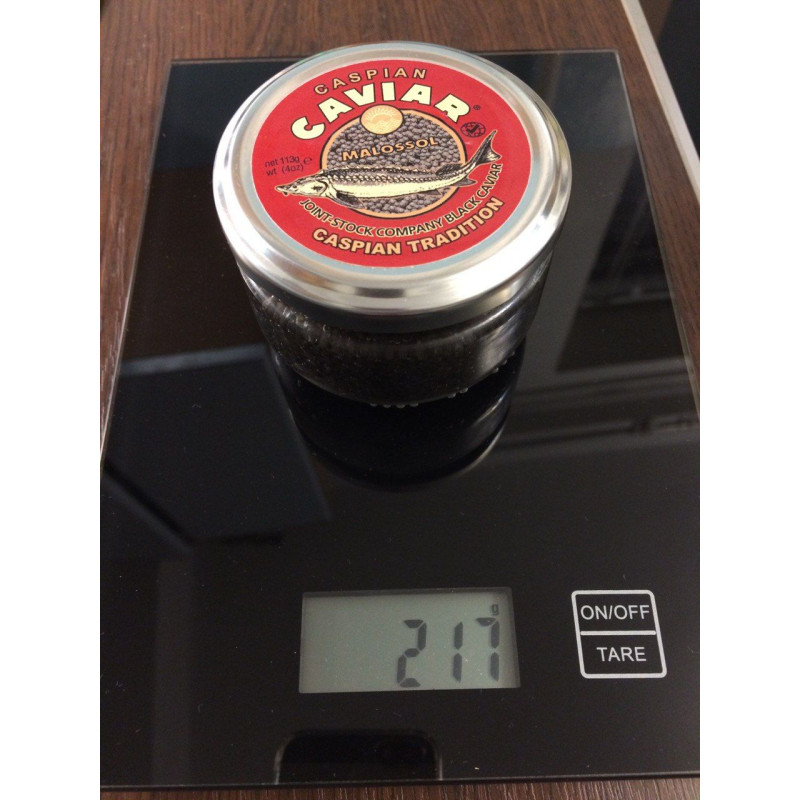 CASPIAN
CAVIAR®
MALOSSOL
net 113g e
wt (4oz)
JOINT-STOCK COMPANY BLACK CAVIAR
CASPIAN TRADITION
217 g
ON/OFF
TARE